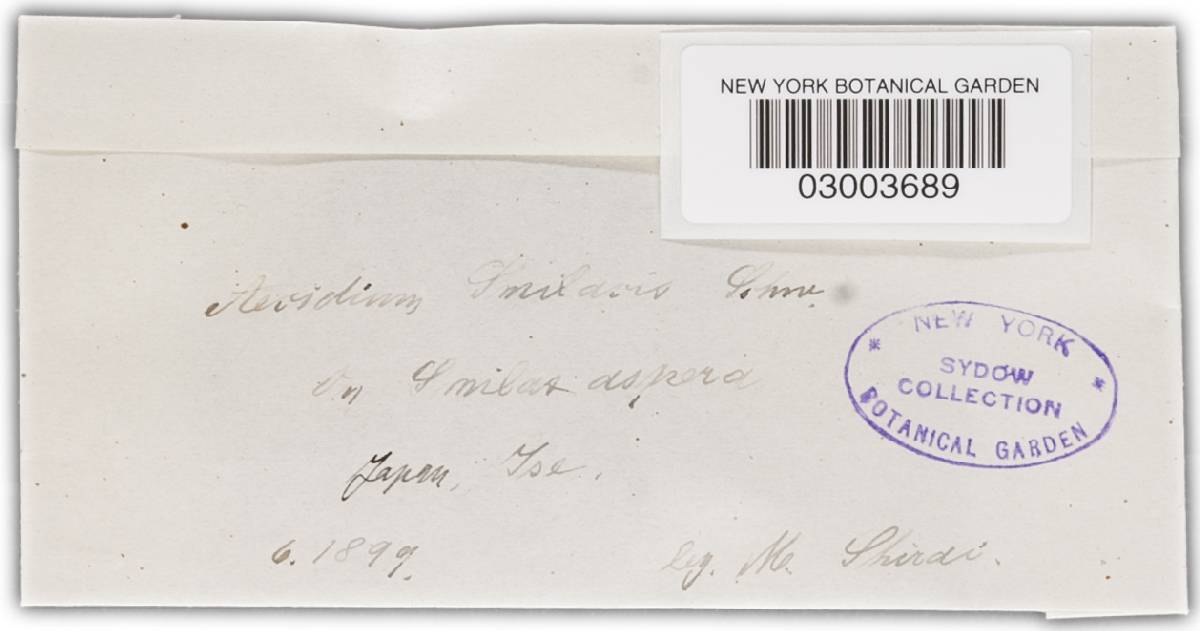 NEW YORK BOTANICAL GARDEN
03003689
Aecidium Smilacis Schw.
On Smilax aspera
Japan, Ise.
6. 1899.
leg. M. Shirai.
NEW YORK
SYDOW
COLLECTION
BOTANICAL GARDEN